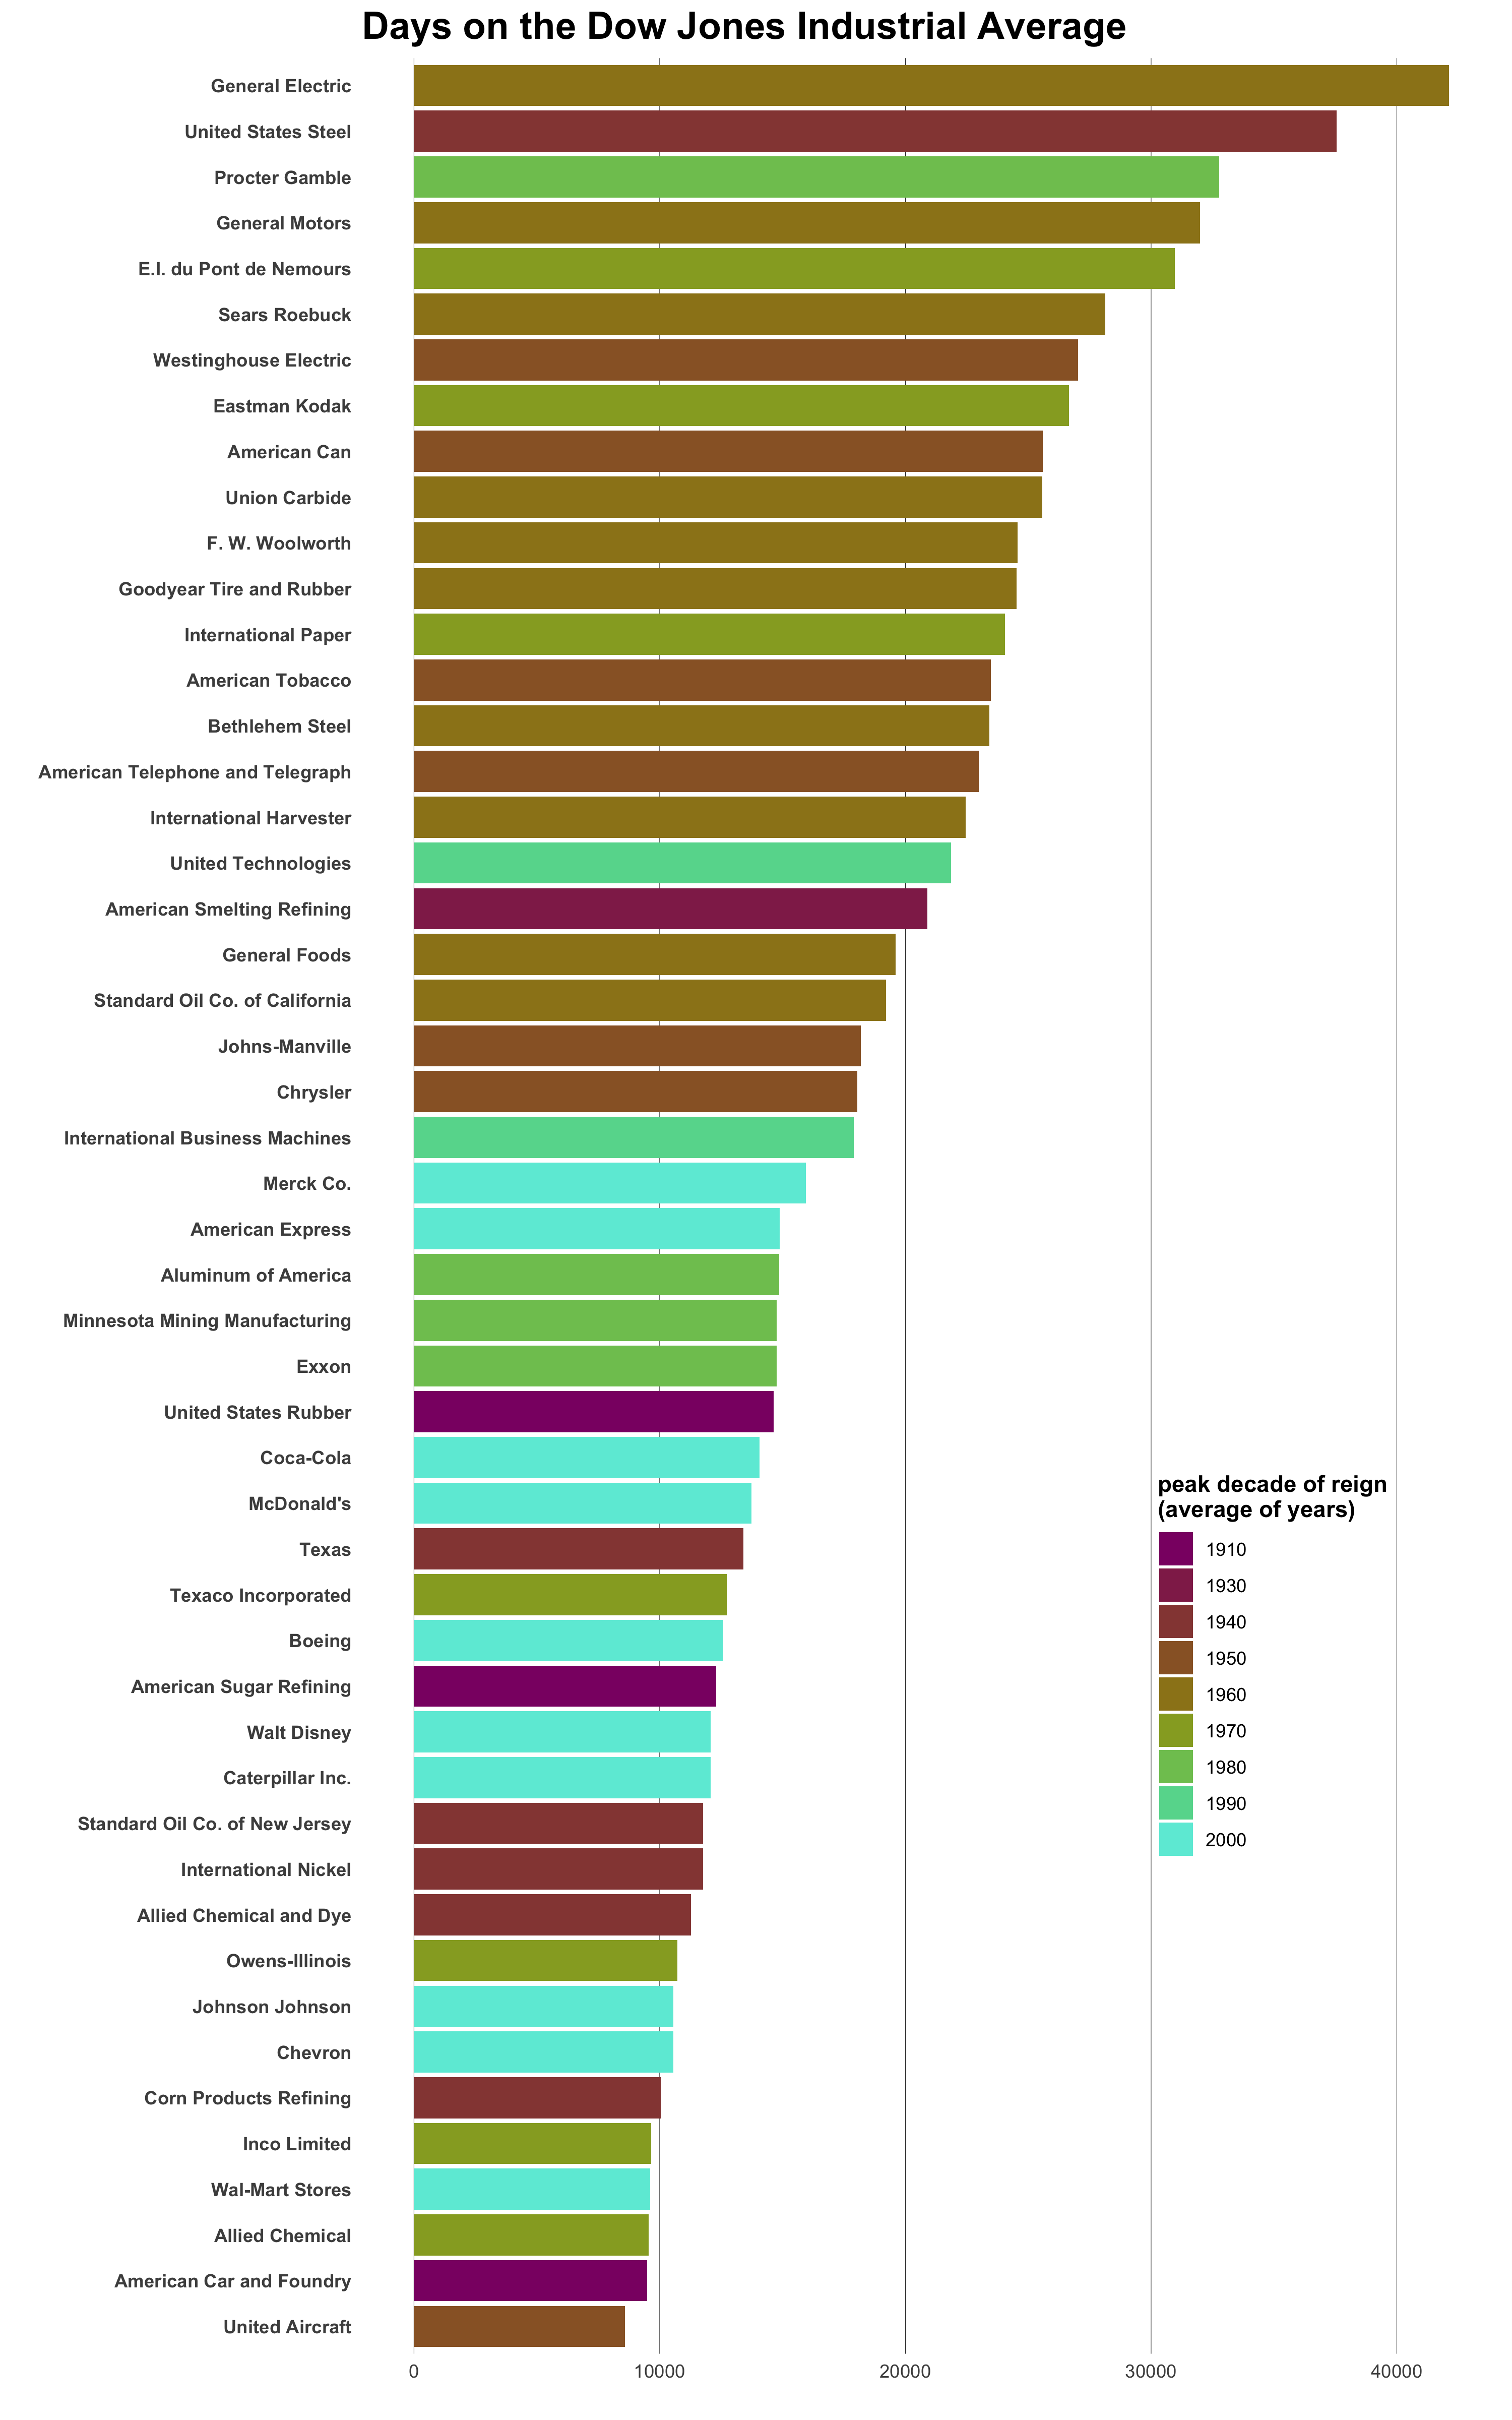 Days on the Dow Jones Industrial Average
General Electric
United States Steel
Procter Gamble
General Motors
E.I. du Pont de Nemours
Sears Roebuck
Westinghouse Electric
Eastman Kodak
American Can
Union Carbide
F. W. Woolworth
Goodyear Tire and Rubber
International Paper
American Tobacco
Bethlehem Steel
American Telephone and Telegraph
International Harvester
United Technologies
American Smelting Refining
General Foods
Standard Oil Co. of California
Johns-Manville
Chrysler
International Business Machines
Merck Co.
American Express
Aluminum of America
Minnesota Mining Manufacturing
Exxon
United States Rubber
Coca-Cola
McDonald's
Texas
Texaco Incorporated
Boeing
American Sugar Refining
Walt Disney
Caterpillar Inc.
Standard Oil Co. of New Jersey
International Nickel
Allied Chemical and Dye
Owens-Illinois
Johnson Johnson
Chevron
Corn Products Refining
Inco Limited
Wal-Mart Stores
Allied Chemical
American Car and Foundry
United Aircraft
peak decade of reign
(average of years)
1910
1930
1940
1950
1960
1970
1980
1990
2000
0 10000 20000 30000 40000